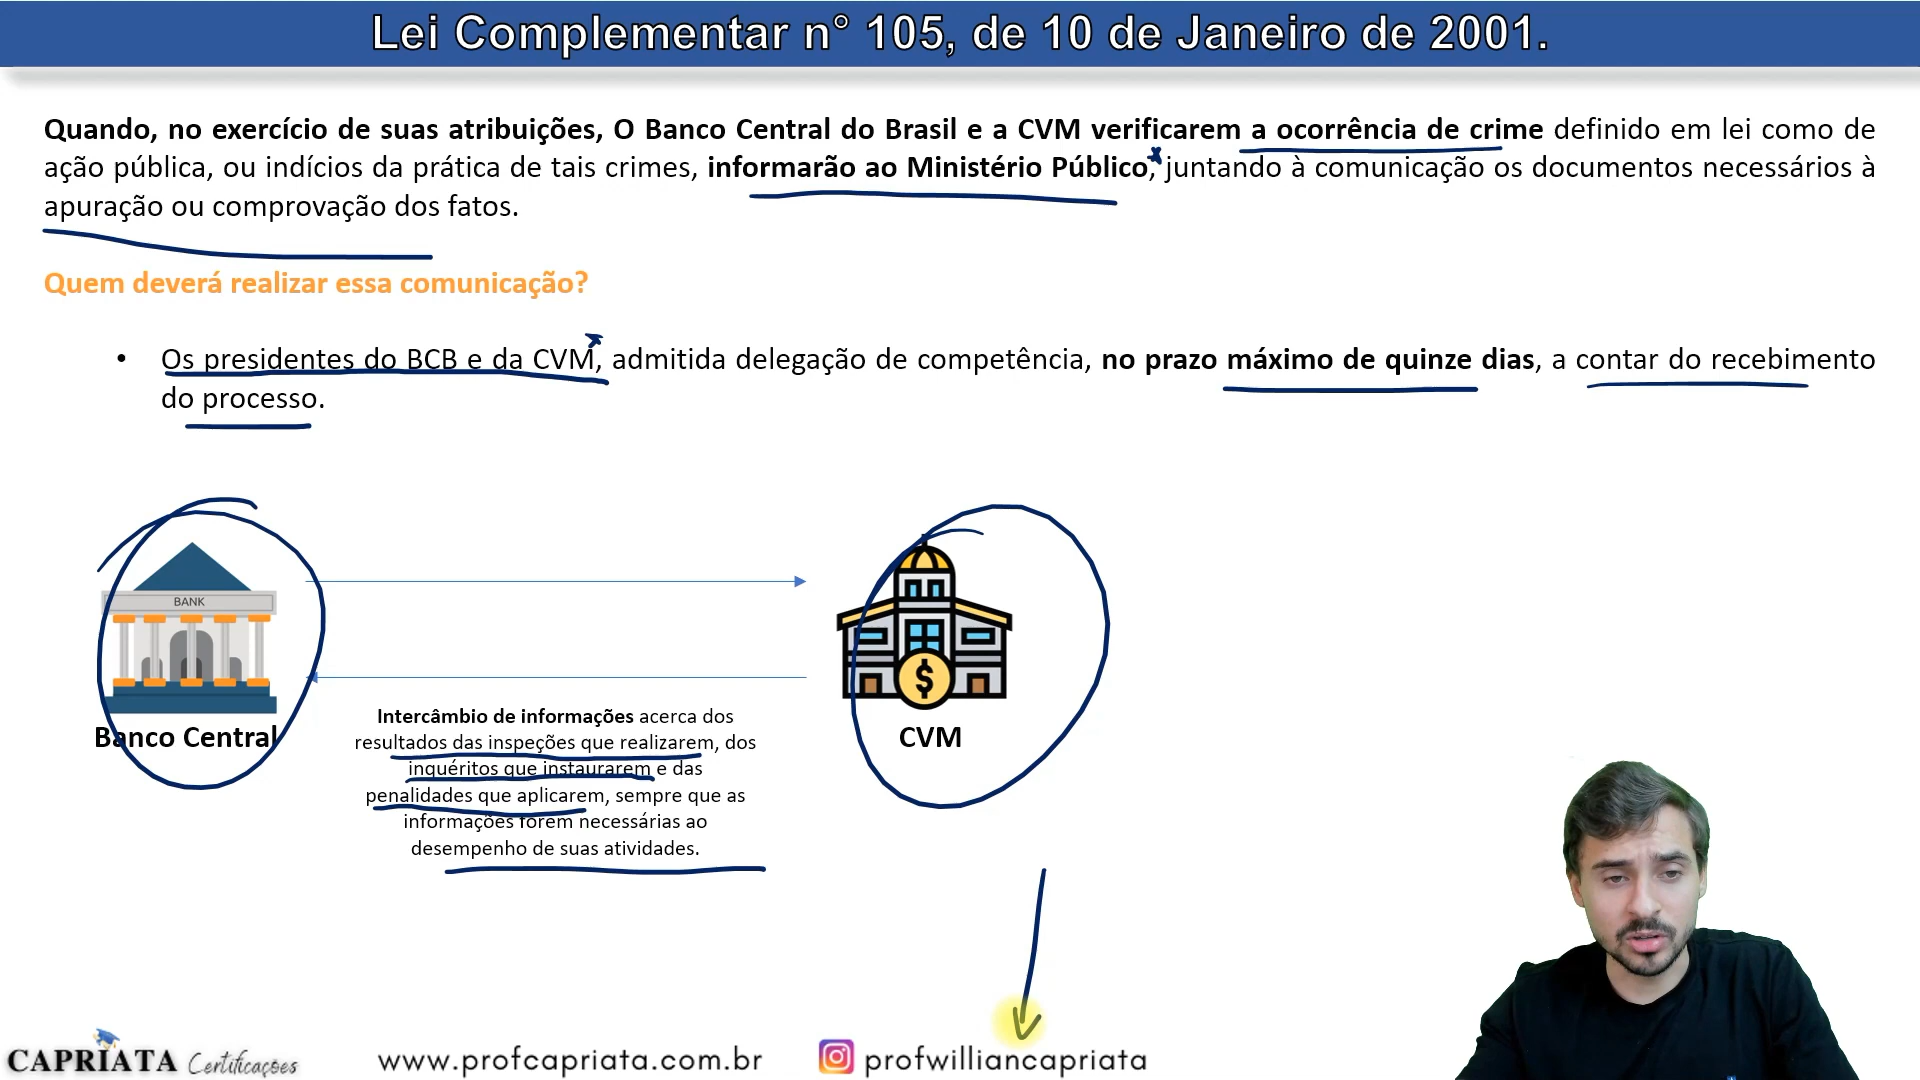 Lei Complementar n° 105, de 10 de Janeiro de 2001.
Quando, no exercício de suas atribuições, O Banco Central do Brasil e a CVM verificarem a ocorrência de crime definido em lei como de
ação pública, ou indícios da prática de tais crimes, informarão ao Ministério Público, juntando à comunicação os documentos necessários à
apuração ou comprovação dos fatos.
Quem deverá realizar essa comunicação?
• Os presidentes do BCB e da CVM, admitida delegação de competência, no prazo máximo de quinze dias, a contar do recebimento
do processo.
BANK
Banco Central
Intercâmbio de informações acerca dos
resultados das inspeções que realizarem, dos
inquéritos que instaurarem e das
penalidades que aplicarem, sempre que as
informações forem necessárias ao
desempenho de suas atividades.
$
CVM
CAPRIATA Certificações
www.profcapriata.com.br
profwilliancapriata